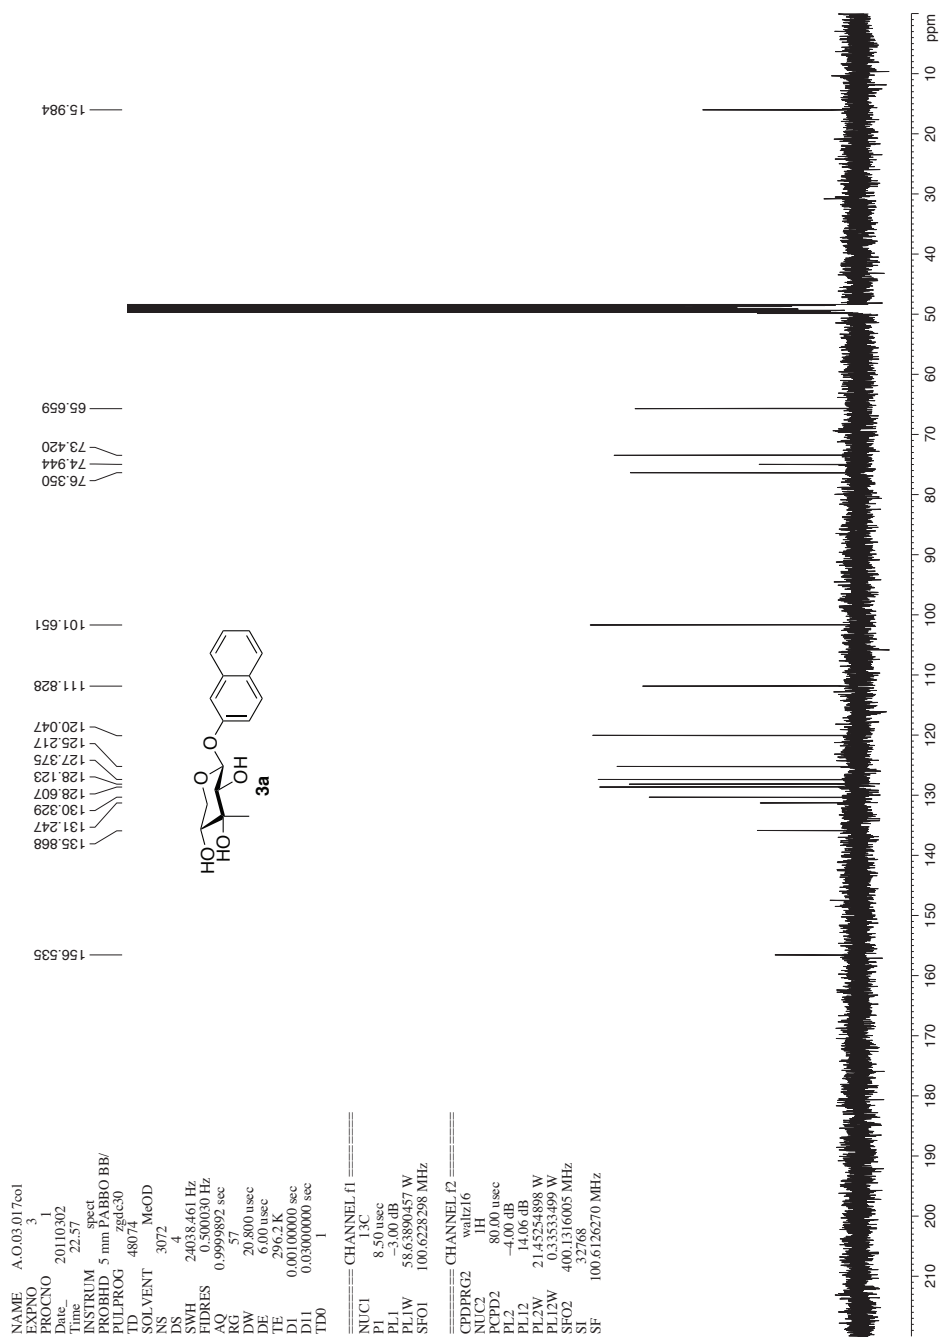 NAME A.O.03.017col
EXPNO 3
PROCNO 1
Date_ 20110302
Time 22.57
INSTRUM spect
PROBHD 5 mm PABBO BB/
PULPROG zgdc30
TD 48074
SOLVENT MeOD
NS 3072
DS 4
SWH 24038.461 Hz
FIDRES 0.500030 Hz
AQ 0.9999892 sec
RG 57
DW 20.800 usec
DE 6.00 usec
TE 296.2 K
D1 0.00100000 sec
D11 0.03000000 sec
TD0 1
======== CHANNEL f1 ========
NUC1 13C
P1 8.50 usec
PL1 -3.00 dB
PL1W 58.63890457 W
SFO1 100.6228298 MHz
======== CHANNEL f2 ========
CPDPRG2 waltz16
NUC2 1H
PCPD2 80.00 usec
PL2 -4.00 dB
PL12 14.06 dB
PL2W 21.45254898 W
PL12W 0.33533499 W
SFO2 400.1316005 MHz
SI 32768
SF 100.6126270 MHz
156.535
135.868
131.247
130.329
128.607
128.123
127.375
125.217
120.047
111.828
101.651
76.350
74.944
73.420
65.659
15.984
HO
HO
O
OH
O
3a
210 200 190 180 170 160 150 140 130 120 110 100 90 80 70 60 50 40 30 20 10 ppm